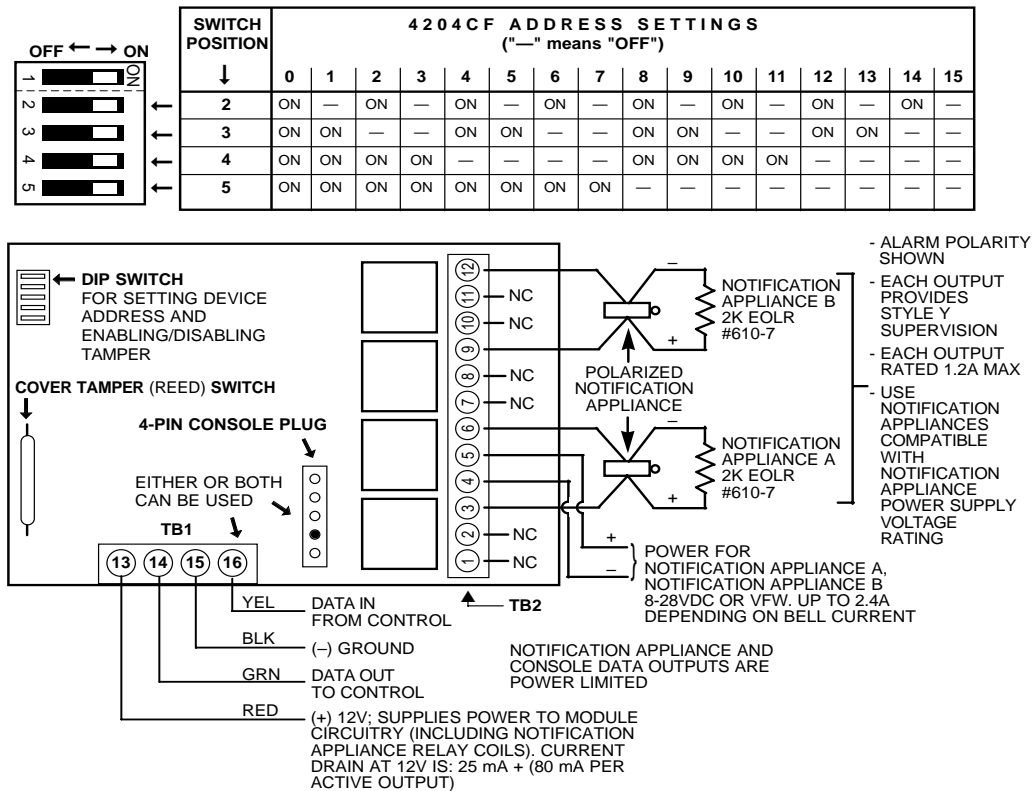 OFF ← → ON
ON
1
2
3
4
5
SWITCH POSITION ↓
4204CF ADDRESS SETTINGS
("—" means "OFF")
0 1 2 3 4 5 6 7 8 9 10 11 12 13 14 15
2 ON — ON — ON — ON — ON — ON — ON — ON —
3 ON ON — — ON ON — — ON ON — — ON ON — —
4 ON ON ON ON — — — — ON ON ON ON — — — —
5 ON ON ON ON ON ON ON ON — — — — — — — —
DIP SWITCH
FOR SETTING DEVICE
ADDRESS AND
ENABLING/DISABLING
TAMPER
COVER TAMPER (REED) SWITCH
4-PIN CONSOLE PLUG
EITHER OR BOTH
CAN BE USED
TB1
13 14 15 16
12
11 NC
10 NC
9
8 NC
7 NC
6
5
4
3
2 NC
1 NC
TB2
–
+
NOTIFICATION
APPLIANCE B
2K EOLR
#610-7
POLARIZED
NOTIFICATION
APPLIANCE
–
+
NOTIFICATION
APPLIANCE A
2K EOLR
#610-7
+
–
POWER FOR
NOTIFICATION APPLIANCE A,
NOTIFICATION APPLIANCE B
8-28VDC OR VFW. UP TO 2.4A
DEPENDING ON BELL CURRENT
- ALARM POLARITY
SHOWN
- EACH OUTPUT
PROVIDES
STYLE Y
SUPERVISION
- EACH OUTPUT
RATED 1.2A MAX
- USE
NOTIFICATION
APPLIANCES
COMPATIBLE
WITH
NOTIFICATION
APPLIANCE
POWER SUPPLY
VOLTAGE
RATING
YEL
DATA IN
FROM CONTROL
BLK
(–) GROUND
GRN
DATA OUT
TO CONTROL
RED
(+) 12V; SUPPLIES POWER TO MODULE
CIRCUITRY (INCLUDING NOTIFICATION
APPLIANCE RELAY COILS). CURRENT
DRAIN AT 12V IS: 25 mA + (80 mA PER
ACTIVE OUTPUT)
NOTIFICATION APPLIANCE AND
CONSOLE DATA OUTPUTS ARE
POWER LIMITED